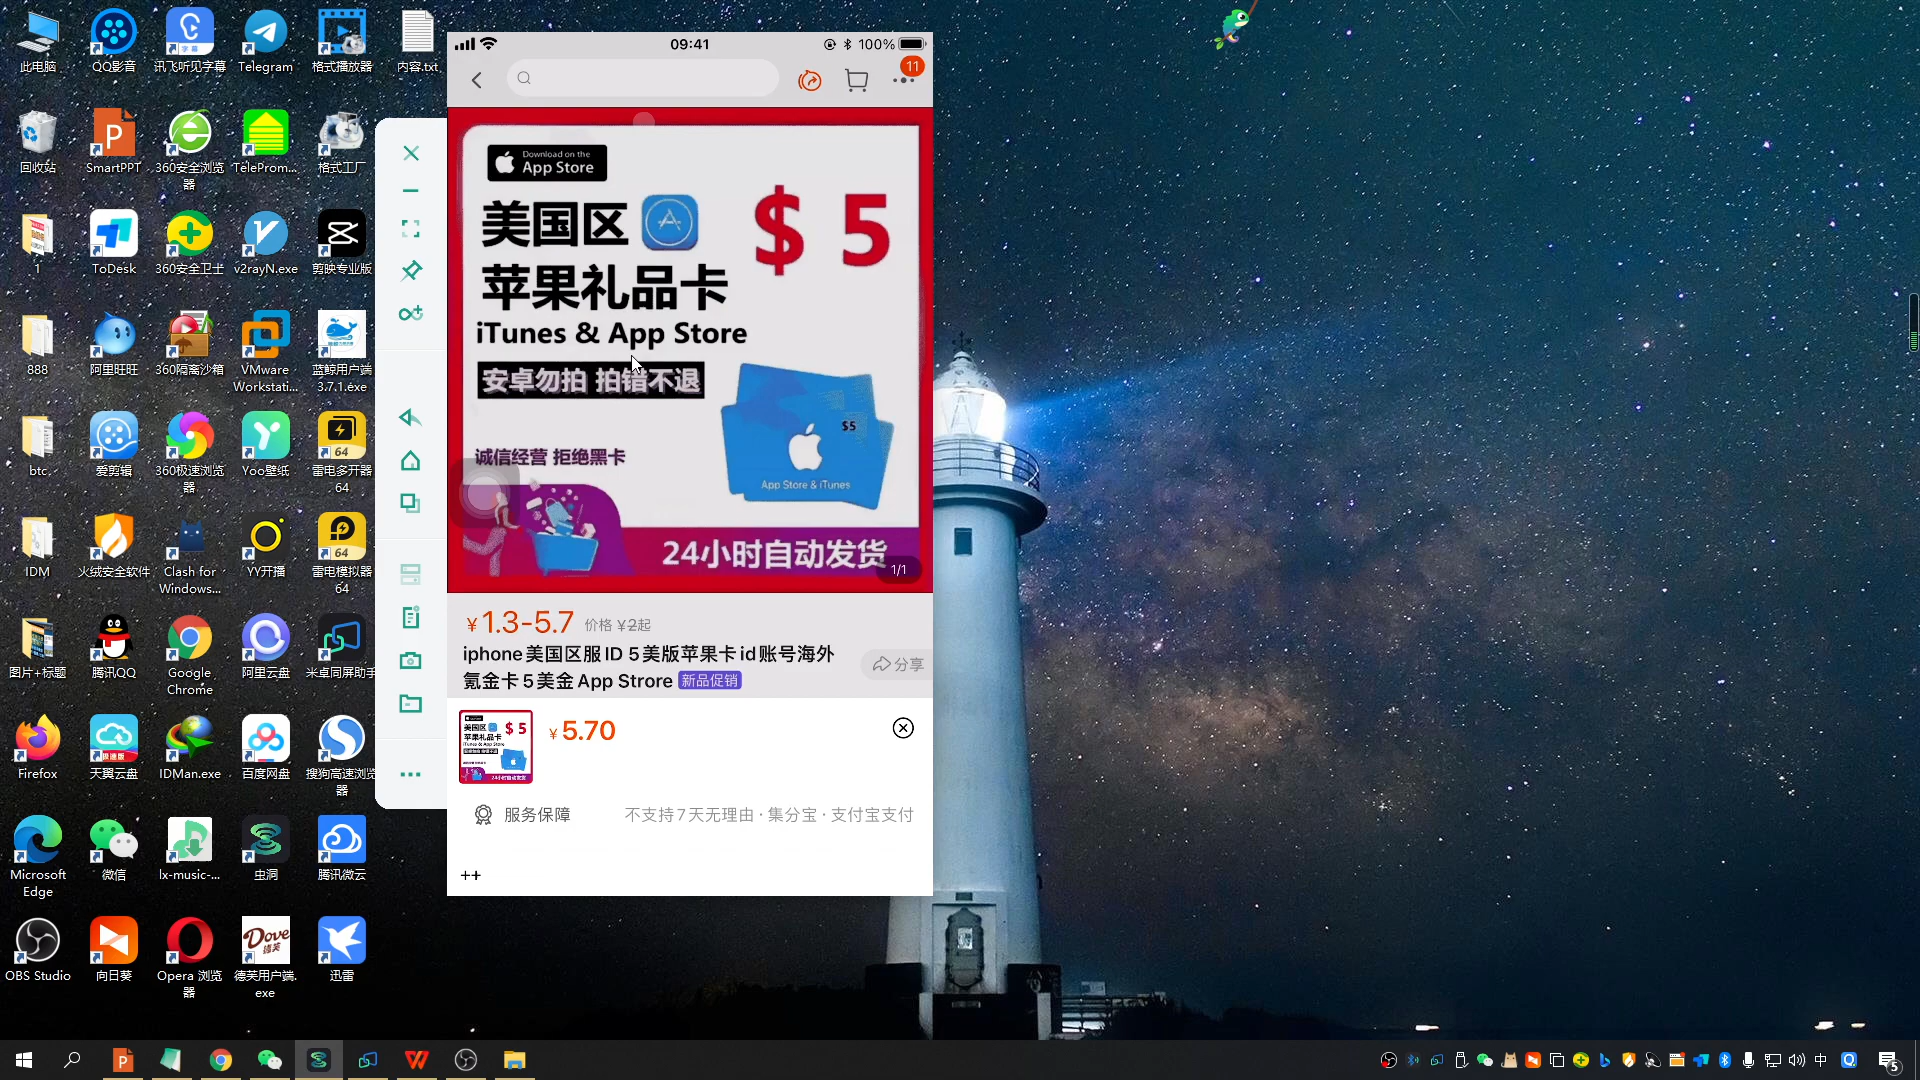 此电脑
QQ影音
讯飞听见字幕
Telegram
格式播放器
内容.txt
回收站
SmartPPT
360安全浏览器
TeleProm...
格式工厂
1
ToDesk
360安全卫士
v2rayN.exe
剪映专业版
888
阿里旺旺
360隔离沙箱
VMware Workstati...
蓝鲸用户端3.7.1.exe
btc
爱剪辑
360极速浏览器
Yoo壁纸
雷电多开器64
IDM
火绒安全软件
Clash for Windows...
YY开播
雷电模拟器64
图片+标题
腾讯QQ
Google Chrome
阿里云盘
米卓同屏助手
Firefox
天翼云盘
IDMan.exe
百度网盘
搜狗高速浏览器
Microsoft Edge
微信
lx-music-...
虫洞
腾讯微云
OBS Studio
向日葵
Opera 浏览器
德芙用户端.exe
迅雷
09:41
100%
11
Download on the
App Store
美国区
$ 5
苹果礼品卡
iTunes & App Store
安卓勿拍 拍错不退
$5
诚信经营 拒绝黑卡
App Store & iTunes
24小时自动发货
1/1
¥1.3-5.7 价格 ¥2起
iphone美国区服ID 5美版苹果卡id账号海外
氪金卡5美金App Strore 新品促销
分享
¥5.70
服务保障
不支持7天无理由·集分宝·支付宝支付
++
中
5